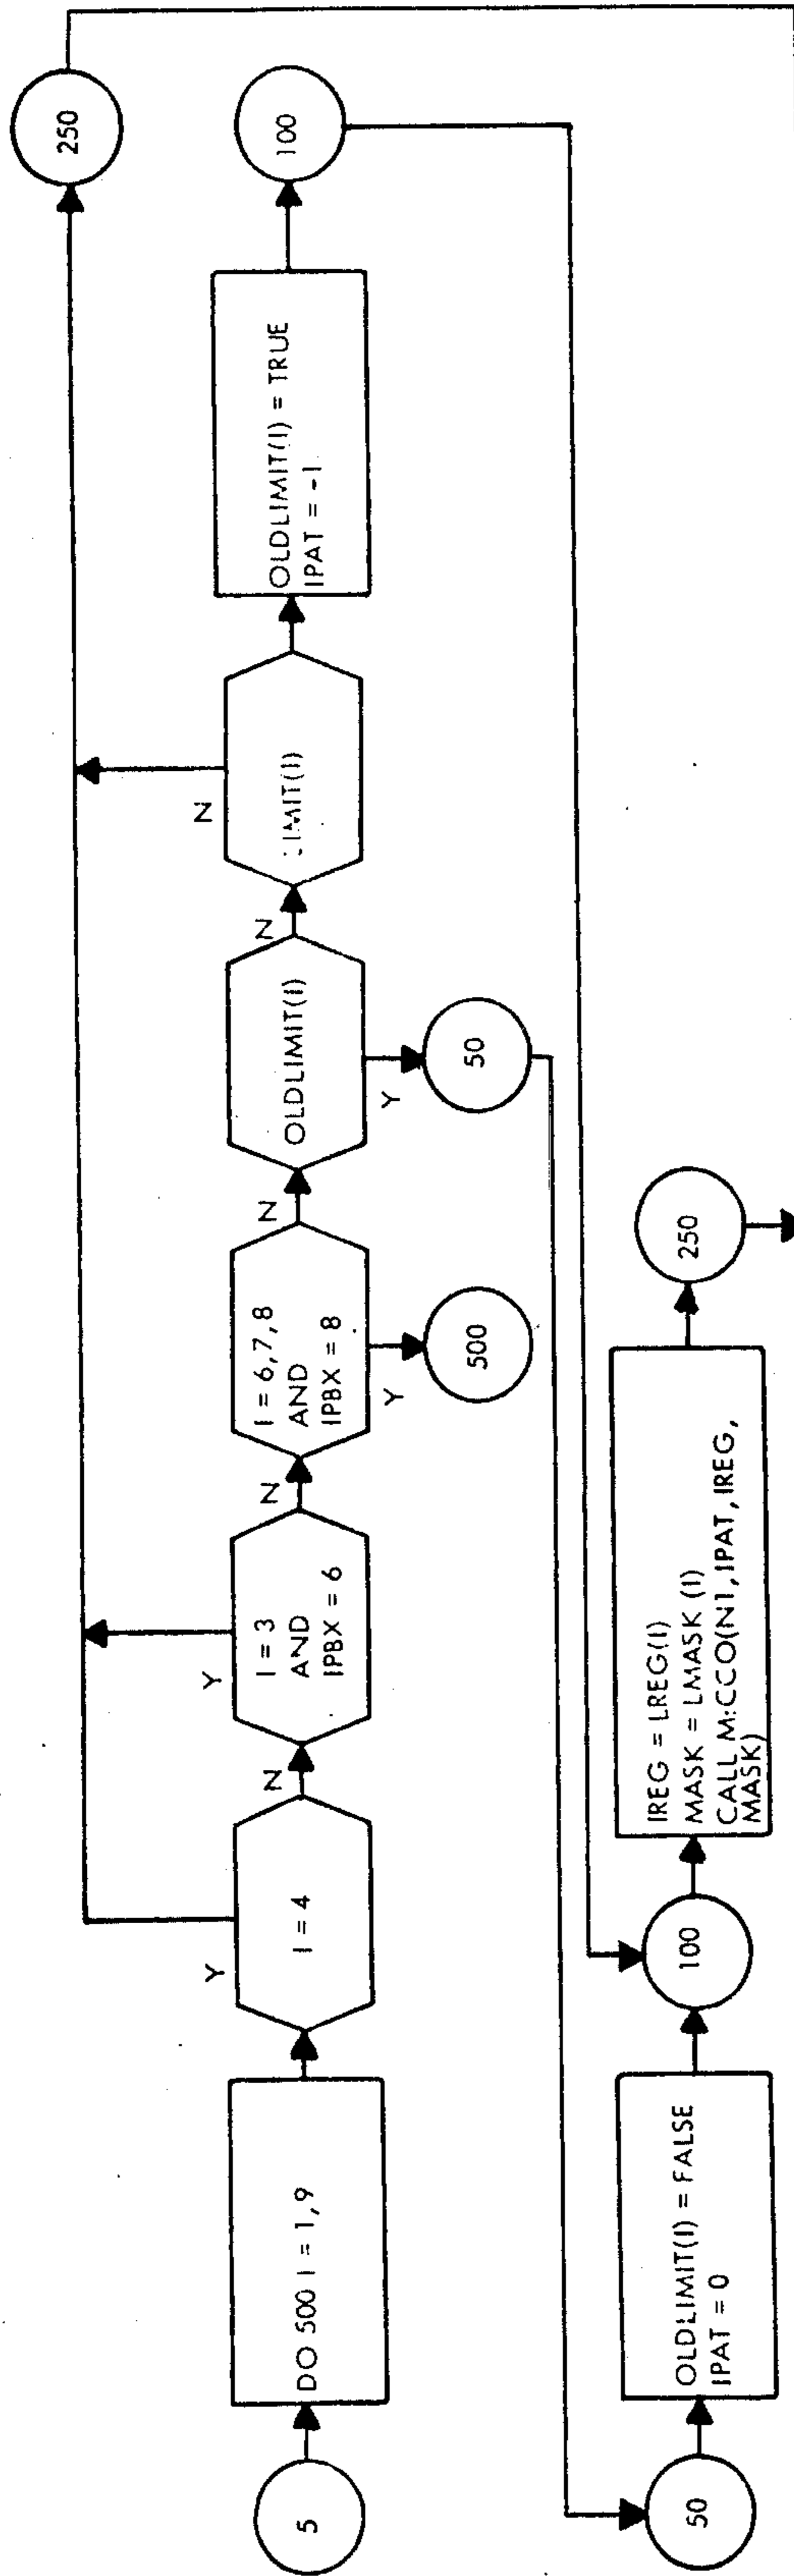 5
DO 500 I = 1,9
I = 4
Y
N
I = 3
AND
IPBX = 6
Y
N
I = 6,7,8
AND
IPBX = 8
Y
N
500
OLDLIMIT(I)
Y
N
50
LIMIT(I)
N
OLDLIMIT(I) = TRUE
IPAT = -1
100
250
50
OLDLIMIT(I) = FALSE
IPAT = 0
100
IREG = LREG(I)
MASK = LMASK (I)
CALL M:CCO(N1, IPAT, IREG,
MASK)
250